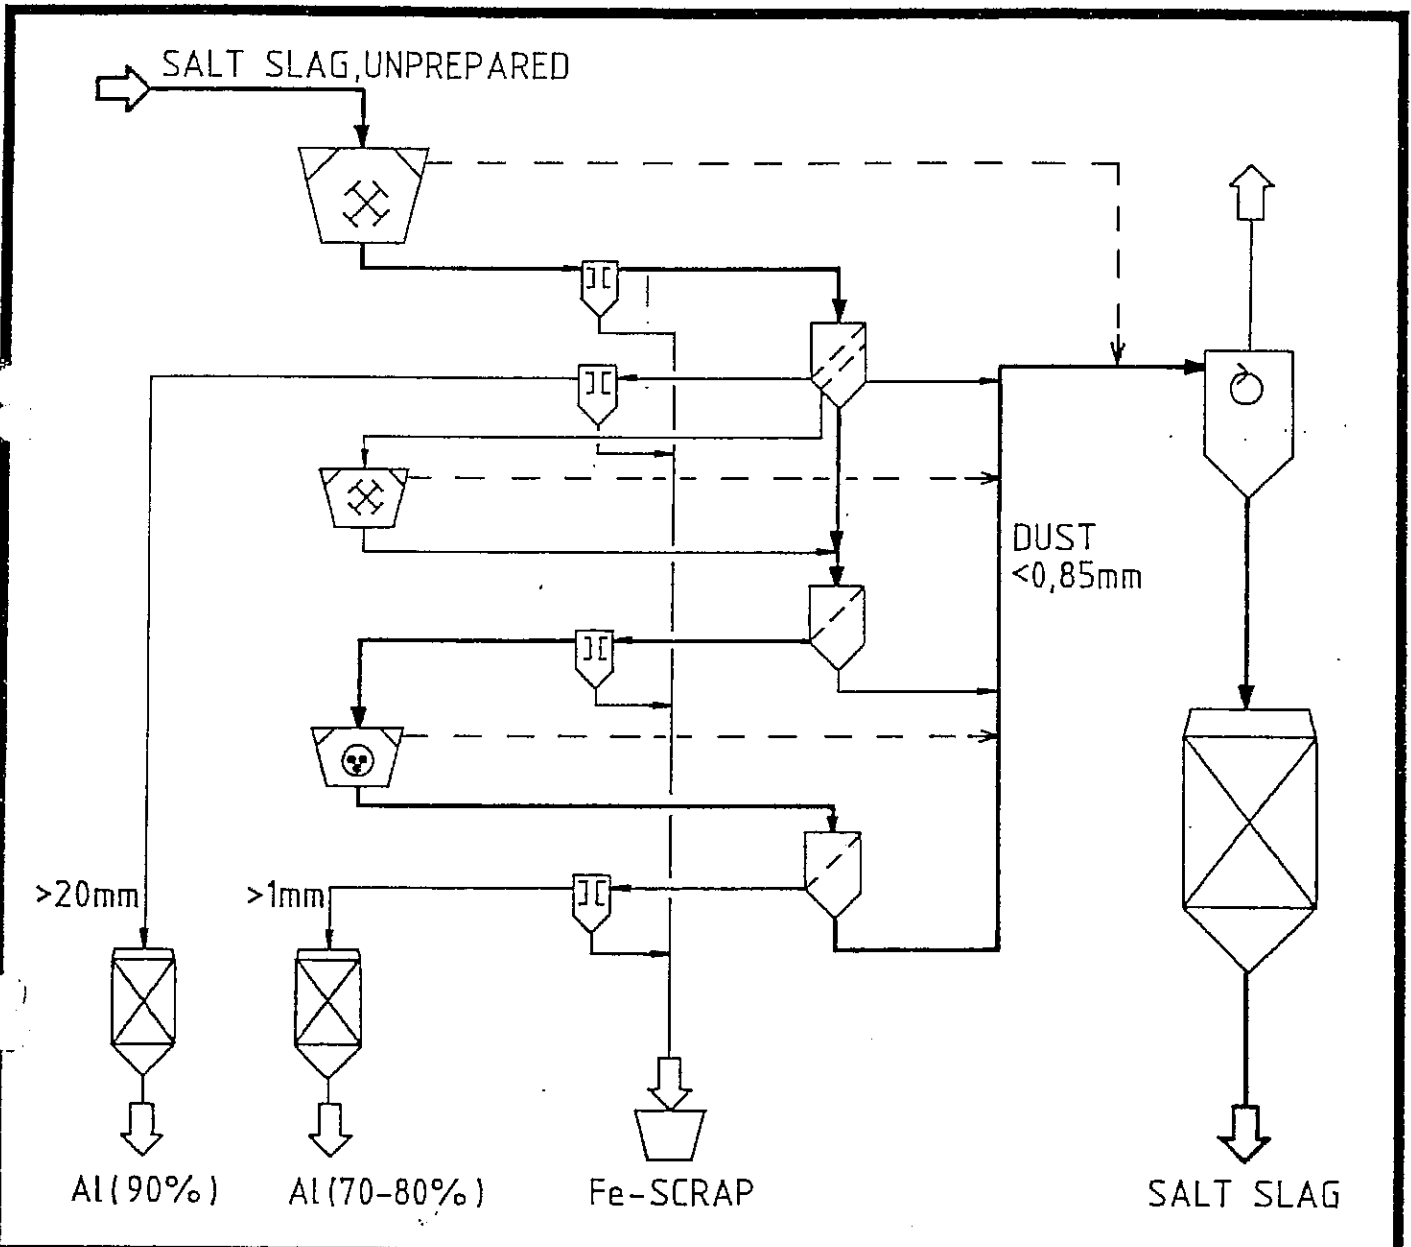 SALT SLAG,UNPREPARED
DUST
<0,85mm
>20mm
>1mm
Al(90%)
Al(70-80%)
Fe-SCRAP
SALT SLAG